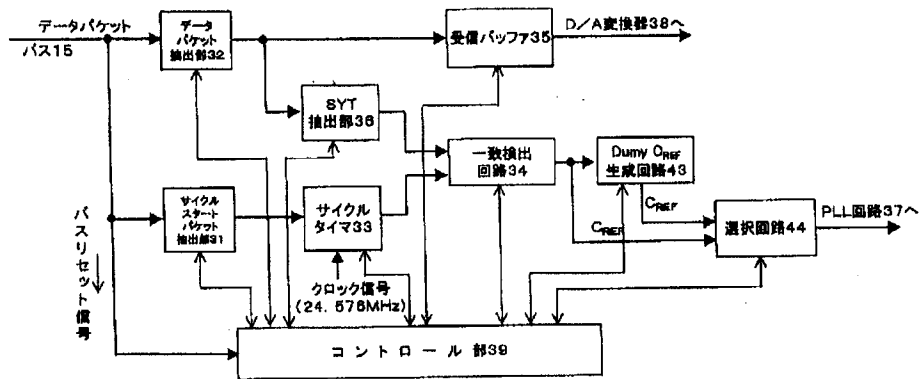 データパケット
バス15
データ
パケット
抽出部32
受信バッファ35
D/A変換器38へ
SYT
抽出部36
一致検出
回路34
Dumy CREF
生成回路43
サイクル
スタート
パケット
抽出部31
サイクル
タイマ33
CREF
CREF
選択回路44
PLL回路37へ
バスリセット信号
クロック信号
(24. 576MHz)
コントロール部39